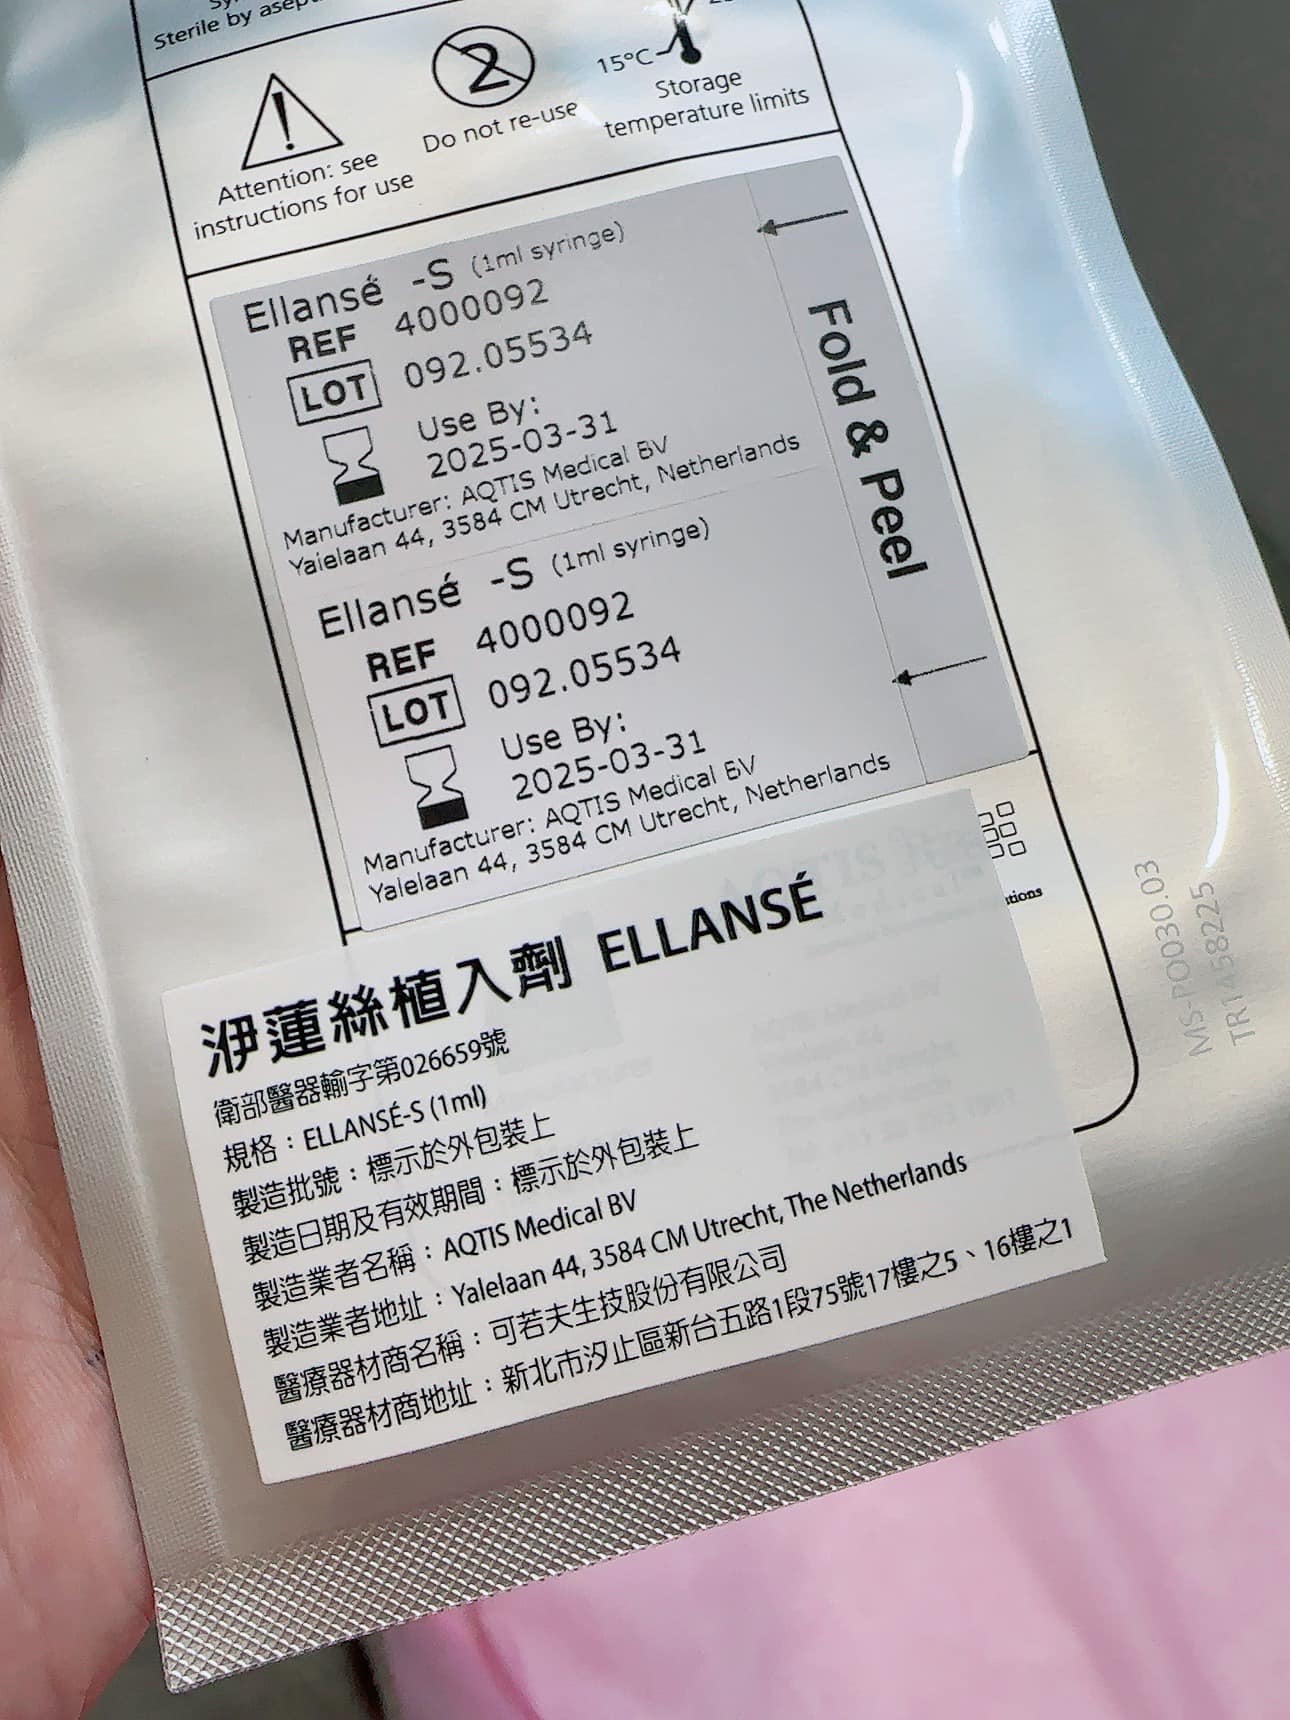 Sterile by
15°C
Attention: see
instructions for use
Do not re-use
Storage
temperature limits
Ellansé -S (1ml syringe)
REF 4000092
LOT 092.05534
Use By:
2025-03-31
Manufacturer: AQTIS Medical BV
Yalelaan 44, 3584 CM Utrecht, Netherlands
Fold & Peel
Ellansé -S (1ml syringe)
REF 4000092
LOT 092.05534
Use By:
2025-03-31
Manufacturer: AQTIS Medical BV
Yalelaan 44, 3584 CM Utrecht, Netherlands
洢蓮絲植入劑 ELLANSÉ
衛部醫器輸字第026659號
規格：ELLANSÉ-S (1ml)
製造批號：標示於外包裝上
製造日期及有效期間：標示於外包裝上
製造業者名稱：AQTIS Medical BV
製造業者地址：Yalelaan 44, 3584 CM Utrecht, The Netherlands
醫療器材商名稱：可若夫生技股份有限公司
醫療器材商地址：新北市汐止區新台五路1段75號17樓之5、16樓之1
MS-PO030.03
TR1458225